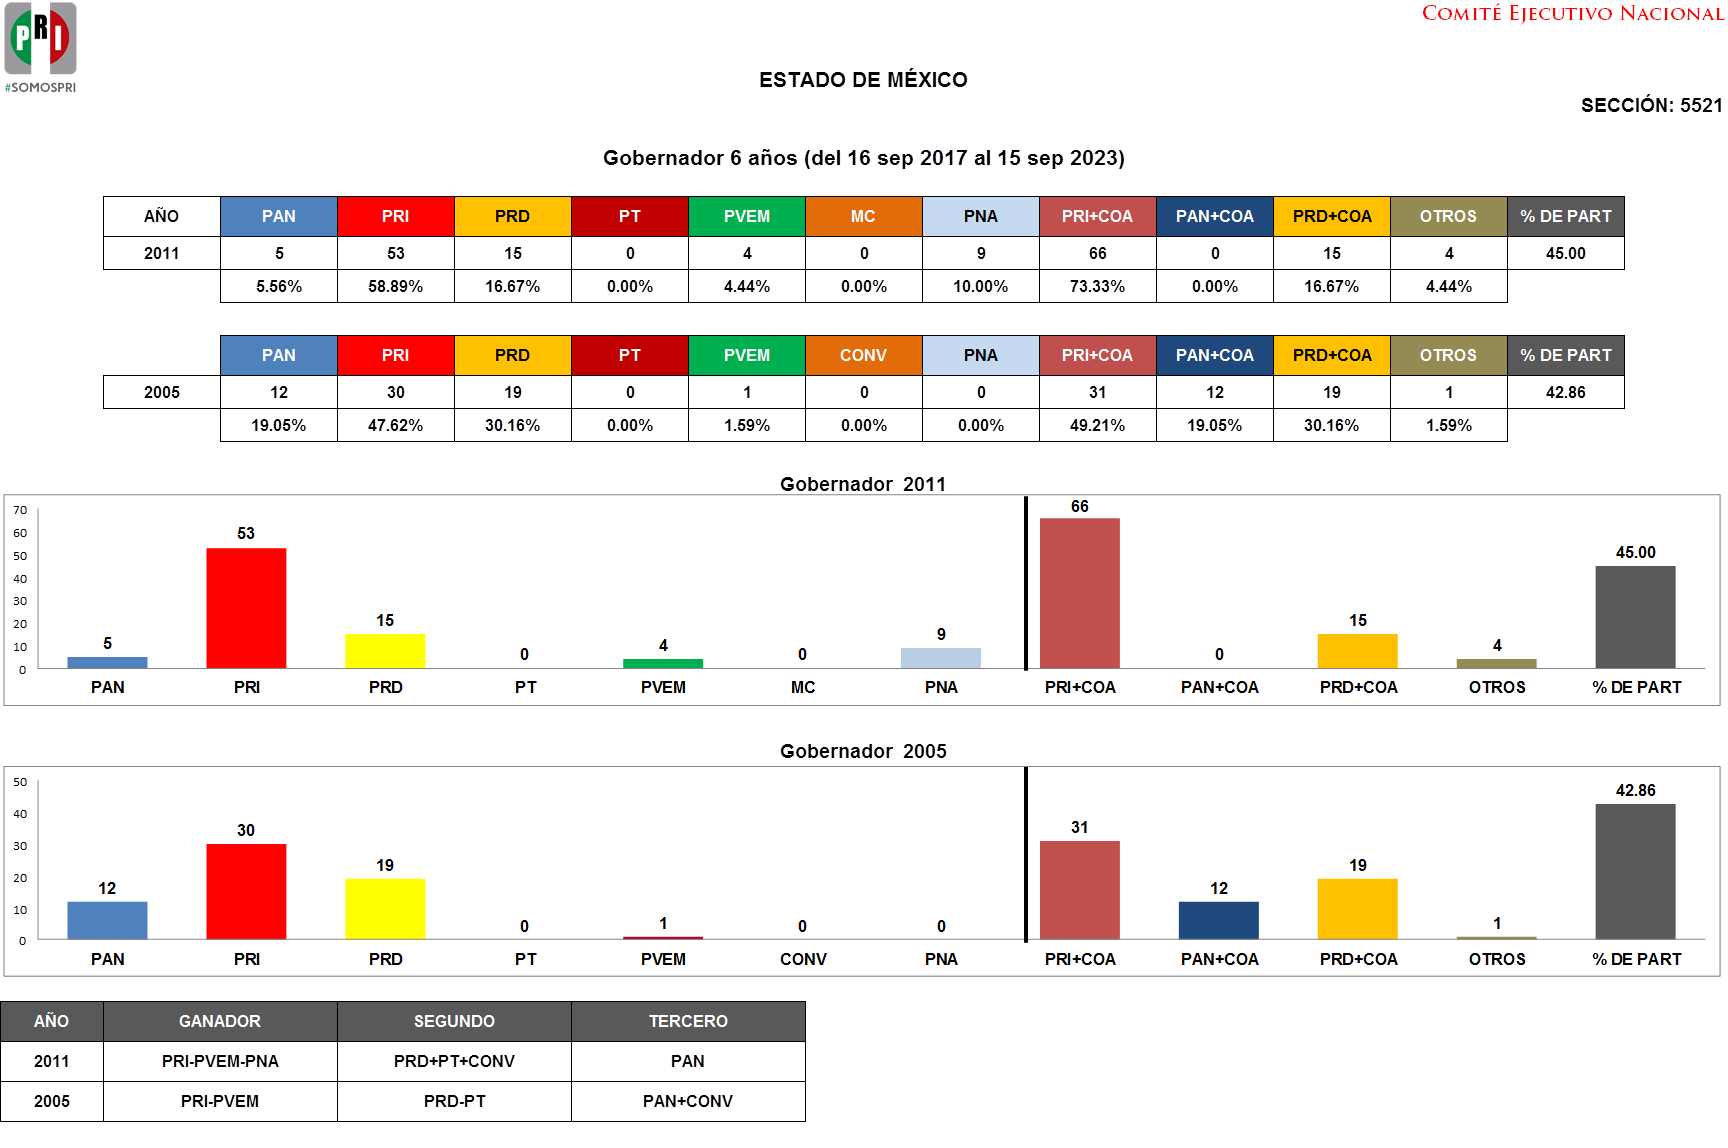 PRI
#SOMOSPRI
COMITÉ EJECUTIVO NACIONAL
ESTADO DE MÉXICO
SECCIÓN: 5521
Gobernador 6 años (del 16 sep 2017 al 15 sep 2023)
AÑO PAN PRI PRD PT PVEM MC PNA PRI+COA PAN+COA PRD+COA OTROS % DE PART
2011 5 53 15 0 4 0 9 66 0 15 4 45.00
5.56% 58.89% 16.67% 0.00% 4.44% 0.00% 10.00% 73.33% 0.00% 16.67% 4.44%
PAN PRI PRD PT PVEM CONV PNA PRI+COA PAN+COA PRD+COA OTROS % DE PART
2005 12 30 19 0 1 0 0 31 12 19 1 42.86
19.05% 47.62% 30.16% 0.00% 1.59% 0.00% 0.00% 49.21% 19.05% 30.16% 1.59%
Gobernador 2011
70
60
50
40
30
20
10
0
5 53 15 0 4 0 9 66 0 15 4 45.00
PAN PRI PRD PT PVEM MC PNA PRI+COA PAN+COA PRD+COA OTROS % DE PART
Gobernador 2005
50
40
30
20
10
0
12 30 19 0 1 0 0 31 12 19 1 42.86
PAN PRI PRD PT PVEM CONV PNA PRI+COA PAN+COA PRD+COA OTROS % DE PART
AÑO GANADOR SEGUNDO TERCERO
2011 PRI-PVEM-PNA PRD+PT+CONV PAN
2005 PRI-PVEM PRD-PT PAN+CONV